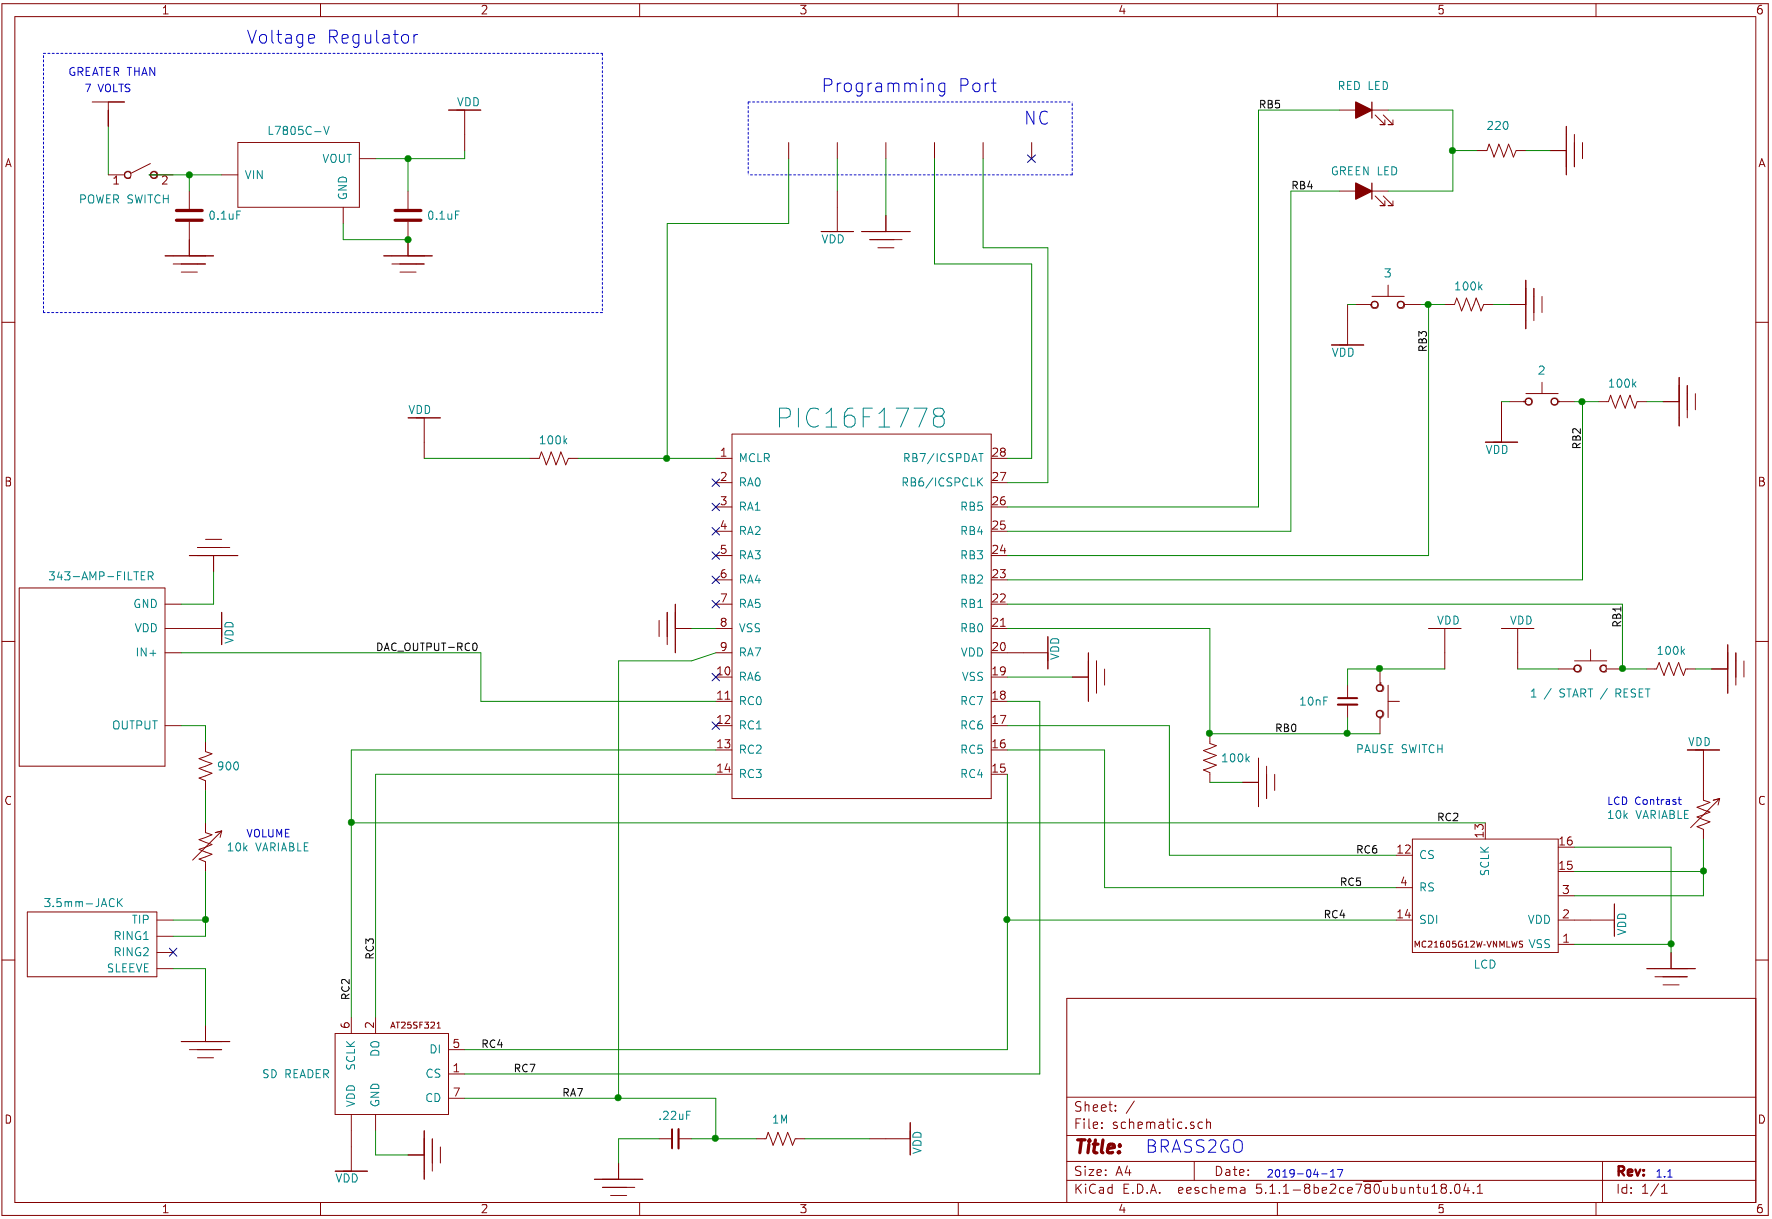 1 2 3 4 5 6
A
B
C
D
A
B
C
D
Voltage Regulator
GREATER THAN
7 VOLTS
L7805C-V
VOUT
VIN
GND
1 2
POWER SWITCH
0.1uF
0.1uF
VDD
Programming Port
NC
VDD
RB5
RED LED
220
GREEN LED
RB4
3
100k
VDD
RB3
2
100k
VDD
RB2
VDD
100k
PIC16F1778
1 MCLR
2 RA0
3 RA1
4 RA2
5 RA3
6 RA4
7 RA5
8 VSS
9 RA7
10 RA6
11 RC0
12 RC1
13 RC2
14 RC3
RB7/ICSPDAT 28
RB6/ICSPCLK 27
RB5 26
RB4 25
RB3 24
RB2 23
RB1 22
RB0 21
VDD 20
VSS 19
RC7 18
RC6 17
RC5 16
RC4 15
VDD
343-AMP-FILTER
GND
VDD
IN+
OUTPUT
VDD
DAC_OUTPUT-RC0
900
VOLUME
10k VARIABLE
3.5mm-JACK
TIP
RING1
RING2
SLEEVE
RB1
VDD
VDD
100k
1 / START / RESET
10nF
RB0
PAUSE SWITCH
100k
VDD
LCD Contrast
10k VARIABLE
RC2
RC6
RC5
RC4
13
SCLK
12 CS
4 RS
14 SDI
16
15
3
VDD 2
VSS 1
VDD
MC21605G12W-VNMLWS
LCD
RC2
RC3
6 2
AT25SF321
SCLK
DO
DI 5
CS 1
CD 7
VDD
GND
SD READER
RC4
RC7
RA7
VDD
.22uF
1M
VDD
Sheet: /
File: schematic.sch
Title: BRASS2GO
Size: A4 Date: 2019-04-17 Rev: 1.1
KiCad E.D.A. eeschema 5.1.1-8be2ce780ubuntu18.04.1 Id: 1/1
1 2 3 4 5 6